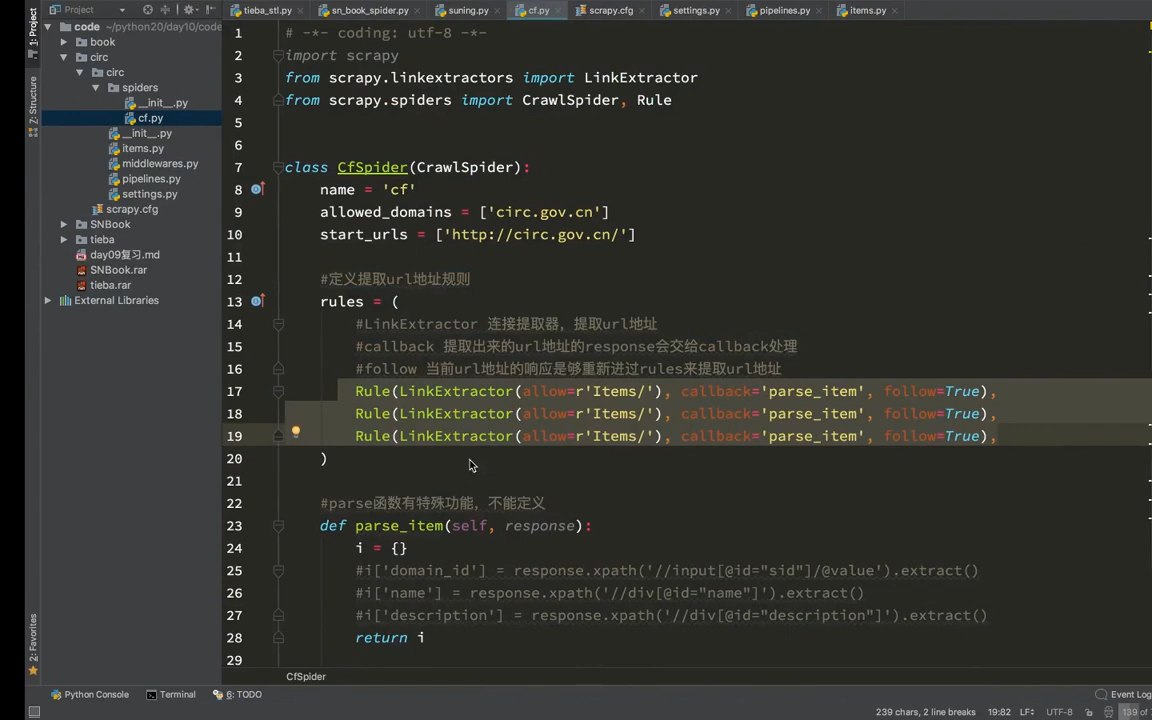 1: Project
Project
code ~/python20/day10/code
book
circ
circ
spiders
__init__.py
cf.py
__init__.py
items.py
middlewares.py
pipelines.py
settings.py
scrapy.cfg
SNBook
tieba
day09复习.md
SNBook.rar
tieba.rar
External Libraries
7: Structure
2: Favorites
tieba_stl.py
sn_book_spider.py
suning.py
cf.py
scrapy.cfg
settings.py
pipelines.py
items.py
1 # -*- coding: utf-8 -*-
2 import scrapy
3 from scrapy.linkextractors import LinkExtractor
4 from scrapy.spiders import CrawlSpider, Rule
5
6
7 class CfSpider(CrawlSpider):
8 name = 'cf'
9 allowed_domains = ['circ.gov.cn']
10 start_urls = ['http://circ.gov.cn/']
11
12 #定义提取url地址规则
13 rules = (
14 #LinkExtractor 连接提取器，提取url地址
15 #callback 提取出来的url地址的response会交给callback处理
16 #follow 当前url地址的响应是够重新进过rules来提取url地址
17 Rule(LinkExtractor(allow=r'Items/'), callback='parse_item', follow=True),
18 Rule(LinkExtractor(allow=r'Items/'), callback='parse_item', follow=True),
19 Rule(LinkExtractor(allow=r'Items/'), callback='parse_item', follow=True),
20 )
21
22 #parse函数有特殊功能，不能定义
23 def parse_item(self, response):
24 i = {}
25 #i['domain_id'] = response.xpath('//input[@id="sid"]/@value').extract()
26 #i['name'] = response.xpath('//div[@id="name"]').extract()
27 #i['description'] = response.xpath('//div[@id="description"]').extract()
28 return i
29
CfSpider
Python Console
Terminal
6: TODO
Event Log
239 chars, 2 line breaks
19:82
LF
UTF-8
139 of